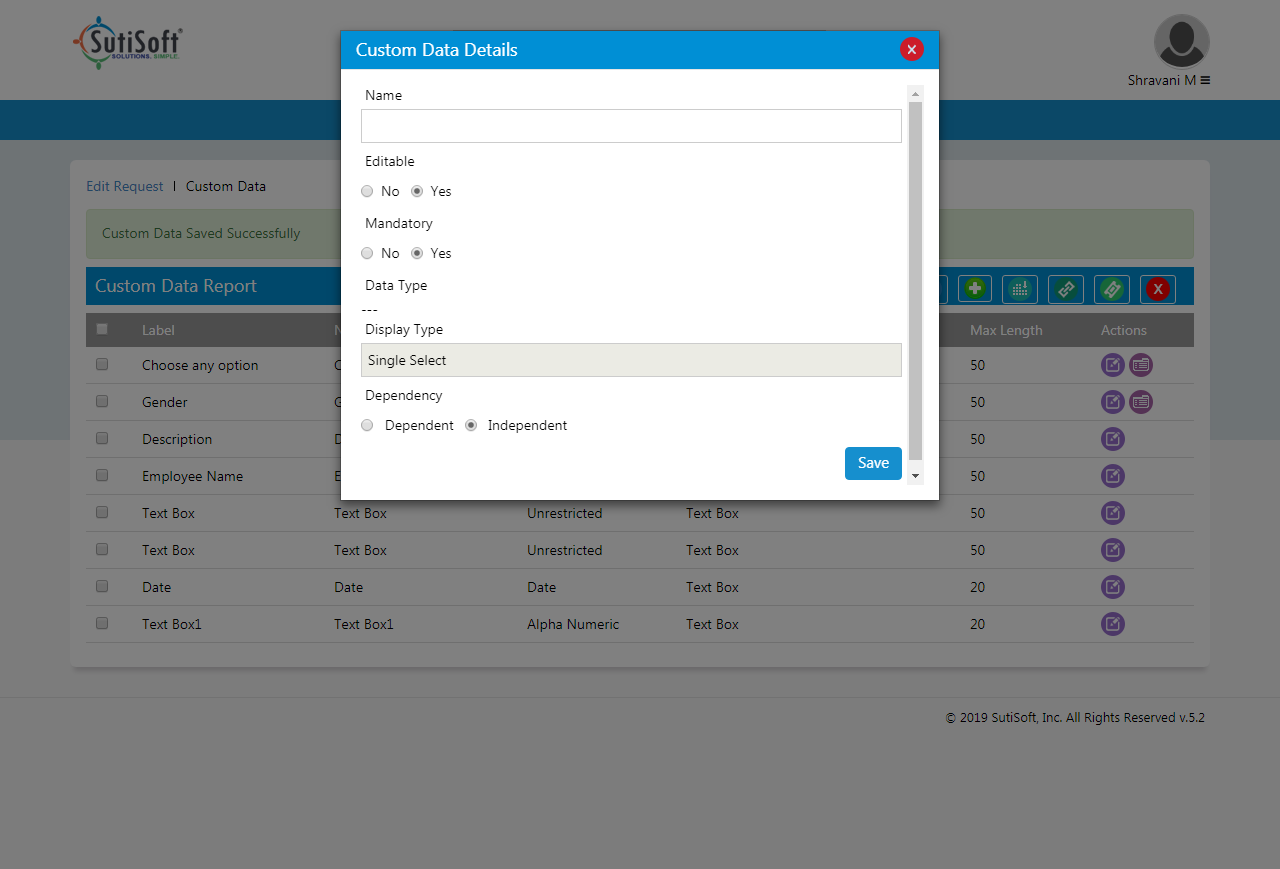 SutiSoft®
SOLUTIONS. SIMPLE.
Shravani M
Custom Data Details
X
Name
Editable
No Yes
Mandatory
No Yes
Data Type
---
Display Type
Single Select
Dependency
Dependent Independent
Save
Edit Request | Custom Data
Custom Data Saved Successfully
Custom Data Report
X
Label Max Length Actions
Choose any option 50
Gender 50
Description 50
Employee Name 50
Text Box Text Box Unrestricted Text Box 50
Text Box Text Box Unrestricted Text Box 50
Date Date Date Text Box 20
Text Box1 Text Box1 Alpha Numeric Text Box 20
© 2019 SutiSoft, Inc. All Rights Reserved v.5.2